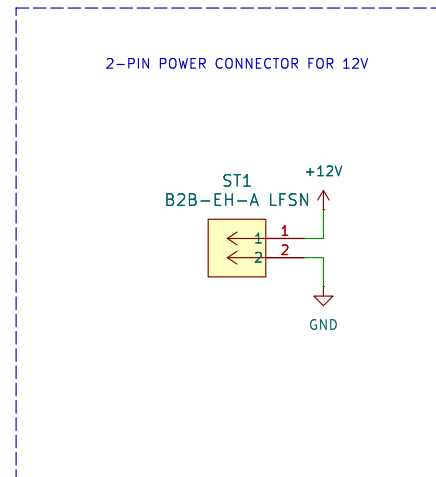 2-PIN POWER CONNECTOR FOR 12V
+12V
ST1
B2B-EH-A LFSN
1 1
2 2
GND